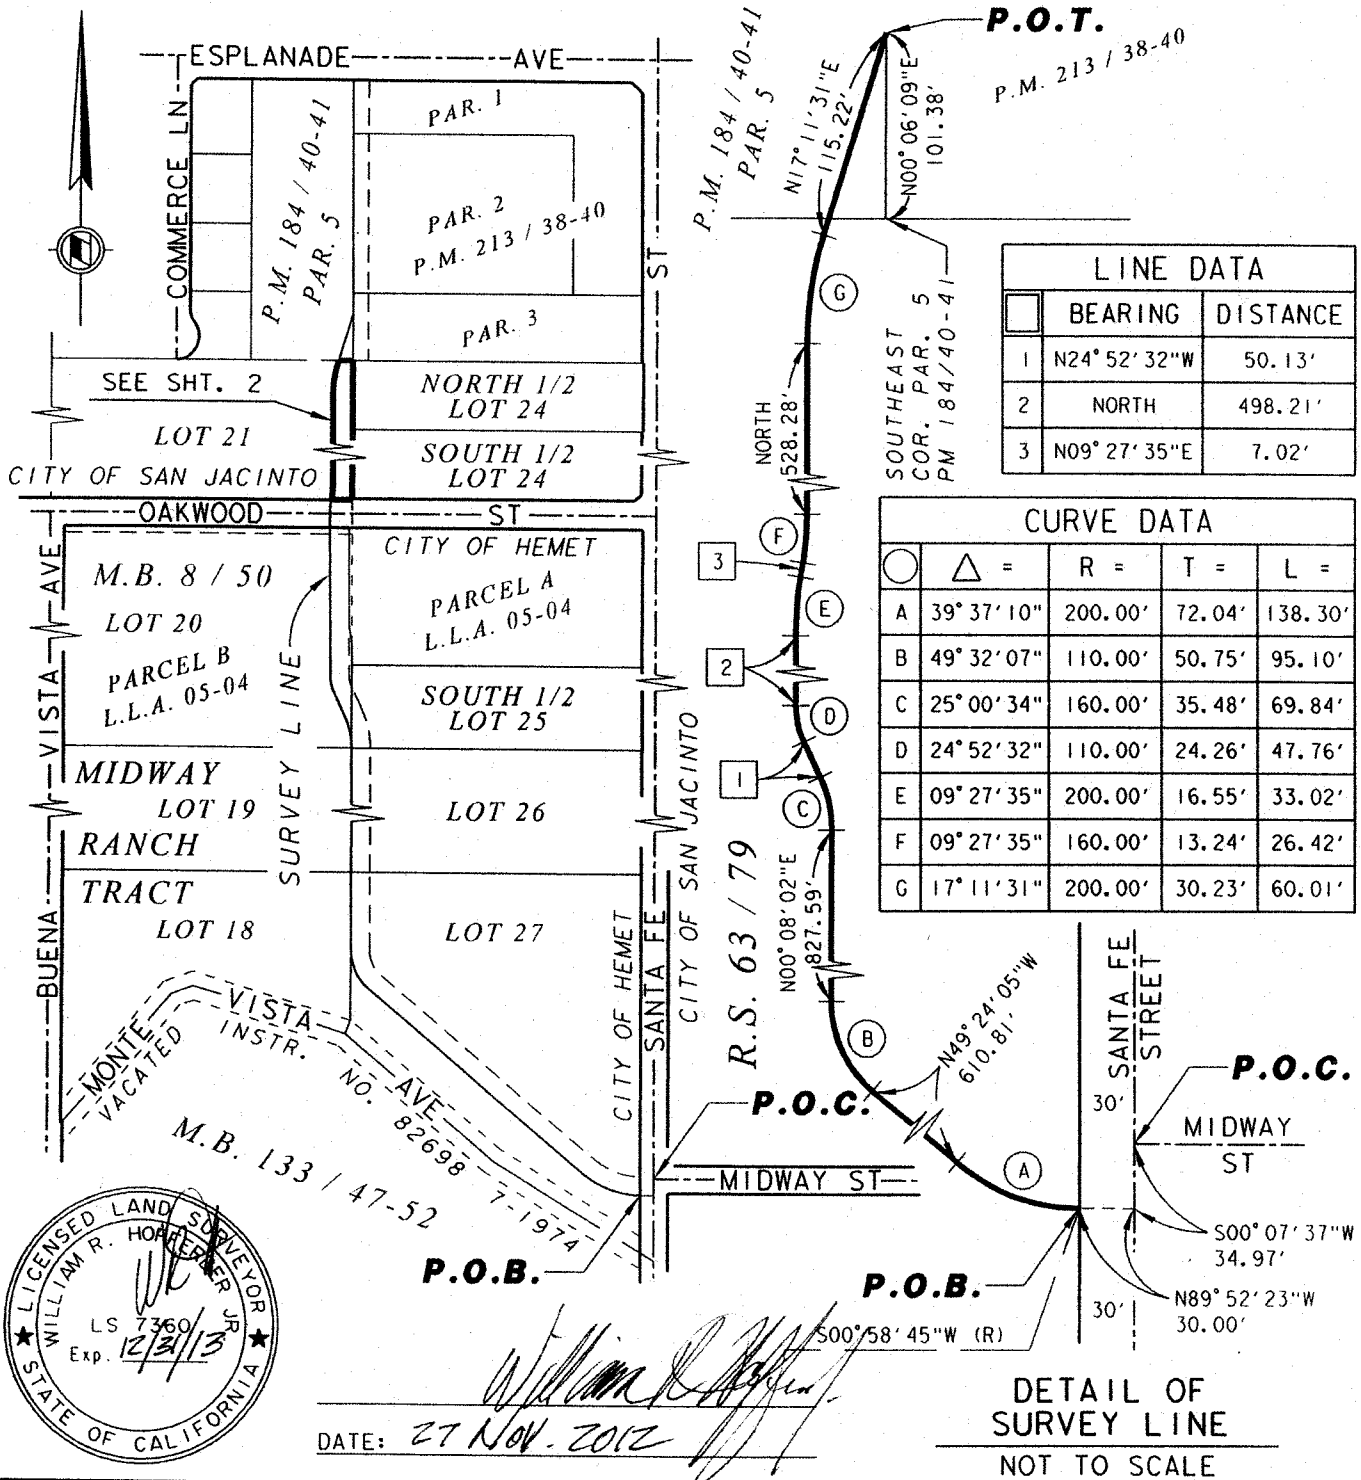 ESPLANADE AVE
COMMERCE LN
P.M. 184 / 40-41
PAR. 5
PAR. 1
PAR. 2
P.M. 213 / 38-40
PAR. 3
ST
SEE SHT. 2
NORTH 1/2
LOT 24
LOT 21
SOUTH 1/2
LOT 24
CITY OF SAN JACINTO
OAKWOOD ST
CITY OF HEMET
M.B. 8 / 50
LOT 20
PARCEL B
L.L.A. 05-04
PARCEL A
L.L.A. 05-04
SURVEY LINE
SOUTH 1/2
LOT 25
BUENA VISTA AVE
MIDWAY
LOT 19
RANCH
TRACT
LOT 18
LOT 26
LOT 27
CITY OF HEMET
SANTA FE
CITY OF SAN JACINTO
R.S. 63 / 79
MONTE VISTA AVE
VACATED INSTR. NO. 82698 7-1974
M.B. 133 / 47-52
P.O.C.
MIDWAY ST
P.O.B.
P.O.T.
P.M. 184 / 40-41
PAR. 5
N17°11'31"E
115.22'
N00°06'09"E
101.38'
P.M. 213 / 38-40
G
SOUTHEAST
COR. PAR. 5
PM 184/40-41
NORTH
528.28'
F
3
E
2
D
1
C
N00°08'02"E
827.59'
B
N49°24'05"W
610.81'
A
LINE DATA
BEARING DISTANCE
1 N24°52'32"W 50.13'
2 NORTH 498.21'
3 N09°27'35"E 7.02'
CURVE DATA
△ = R = T = L =
A 39°37'10" 200.00' 72.04' 138.30'
B 49°32'07" 110.00' 50.75' 95.10'
C 25°00'34" 160.00' 35.48' 69.84'
D 24°52'32" 110.00' 24.26' 47.76'
E 09°27'35" 200.00' 16.55' 33.02'
F 09°27'35" 160.00' 13.24' 26.42'
G 17°11'31" 200.00' 30.23' 60.01'
SANTA FE
STREET
P.O.C.
30'
MIDWAY
ST
S00°07'37"W
34.97'
P.O.B.
30'
N89°52'23"W
30.00'
S00°58'45"W (R)
LICENSED LAND SURVEYOR
WILLIAM R. HOFFERBER JR
LS 7360
Exp. 12/31/13
STATE OF CALIFORNIA
DATE: 27 NOV. 2012
DETAIL OF
SURVEY LINE
NOT TO SCALE